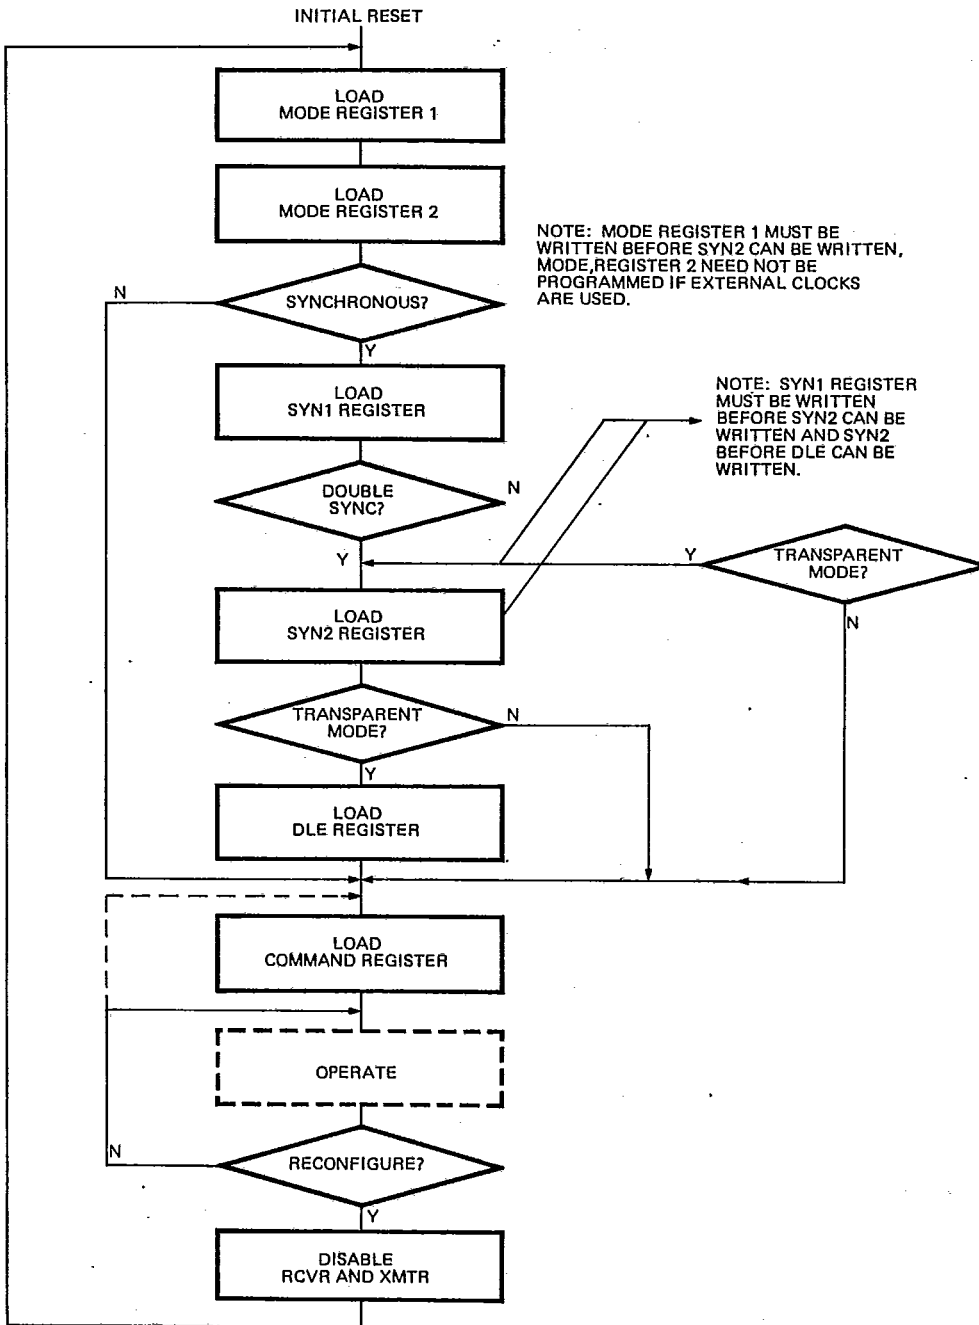 INITIAL RESET
LOAD
MODE REGISTER 1
LOAD
MODE REGISTER 2
NOTE: MODE REGISTER 1 MUST BE
WRITTEN BEFORE SYN2 CAN BE WRITTEN,
MODE,REGISTER 2 NEED NOT BE
PROGRAMMED IF EXTERNAL CLOCKS
ARE USED.
N
SYNCHRONOUS?
Y
LOAD
SYN1 REGISTER
NOTE: SYN1 REGISTER
MUST BE WRITTEN
BEFORE SYN2 CAN BE
WRITTEN AND SYN2
BEFORE DLE CAN BE
WRITTEN.
DOUBLE
SYNC?
N
Y
Y
TRANSPARENT
MODE?
N
LOAD
SYN2 REGISTER
TRANSPARENT
MODE?
N
Y
LOAD
DLE REGISTER
LOAD
COMMAND REGISTER
OPERATE
N
RECONFIGURE?
Y
DISABLE
RCVR AND XMTR